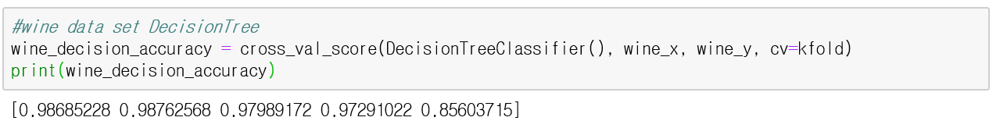 #wine data set DecisionTree
wine_decision_accuracy = cross_val_score(DecisionTreeClassifier(), wine_x, wine_y, cv=kfold)
print(wine_decision_accuracy)
[0.98685228 0.98762568 0.97989172 0.97291022 0.85603715]